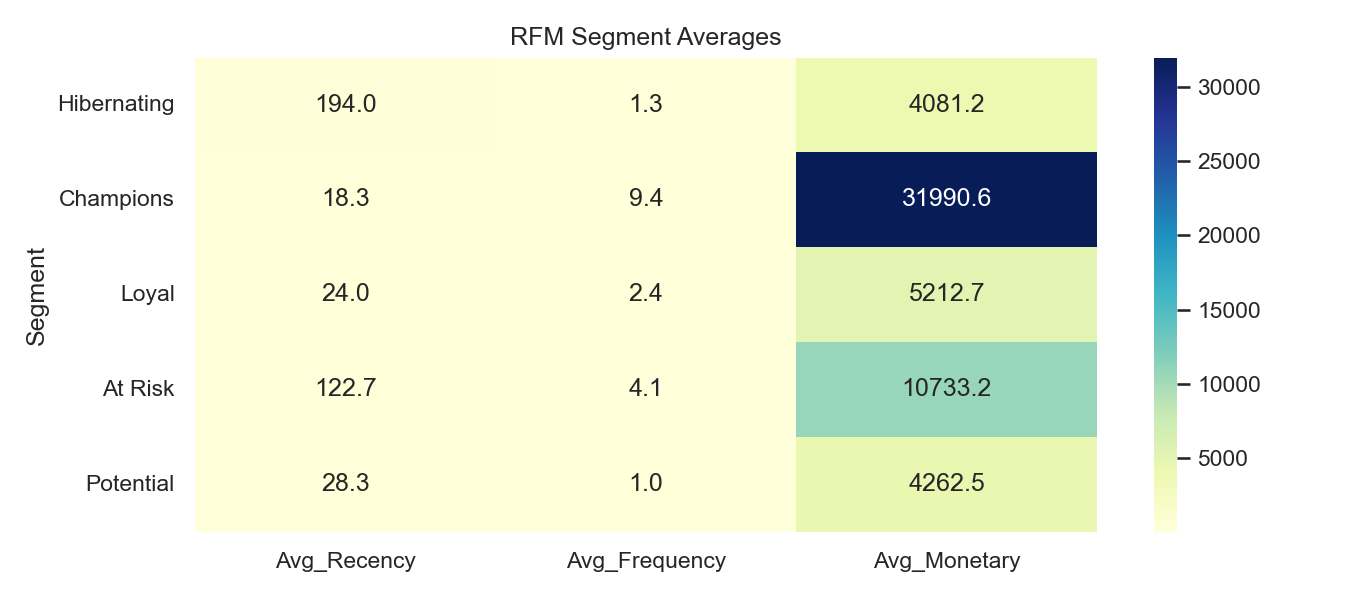 RFM Segment Averages
Segment
Hibernating 194.0 1.3 4081.2
Champions 18.3 9.4 31990.6
Loyal 24.0 2.4 5212.7
At Risk 122.7 4.1 10733.2
Potential 28.3 1.0 4262.5
Avg_Recency Avg_Frequency Avg_Monetary
30000
25000
20000
15000
10000
5000